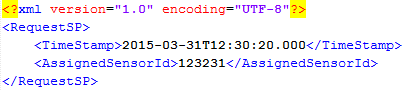 <?xml version="1.0" encoding="UTF-8"?>
<RequestSP>
    <TimeStamp>2015-03-31T12:30:20.000</TimeStamp>
    <AssignedSensorId>123231</AssignedSensorId>
</RequestSP>